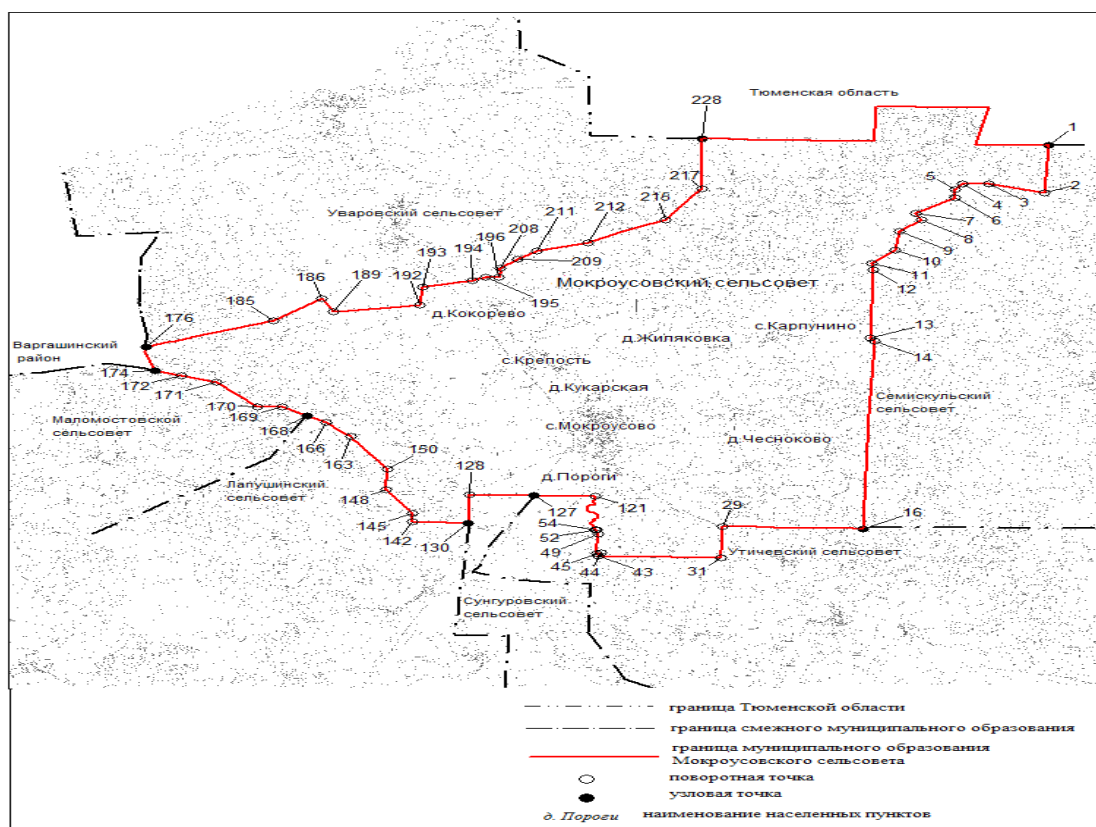 Тюменская область
228
1
217
5
4
3
2
6
7
8
215
212
211
208
196
Уваровский сельсовет
9
10
11
12
209
194
193
195
192
189
186
185
Мокроусовский сельсовет
д.Кокорево
176
с.Карпунино
13
14
д.Жиляковка
Варгашинский
район
с.Крепость
174
172
171
д.Кукарская
Семискульский
сельсовет
170
169
168
Маломостовской
сельсовет
с.Мокроусово
166
163
д.Чесноково
150
128
д.Пороги
Лапушинский
сельсовет
148
127
121
29
16
145
142
130
54
52
49
45
44
43
31
Утичевский сельсовет
Сунгуровский
сельсовет
граница Тюменской области
граница смежного муниципального образования
граница муниципального образования
Мокроусовского сельсовета
поворотная точка
узловая точка
д. Пороги наименование населенных пунктов